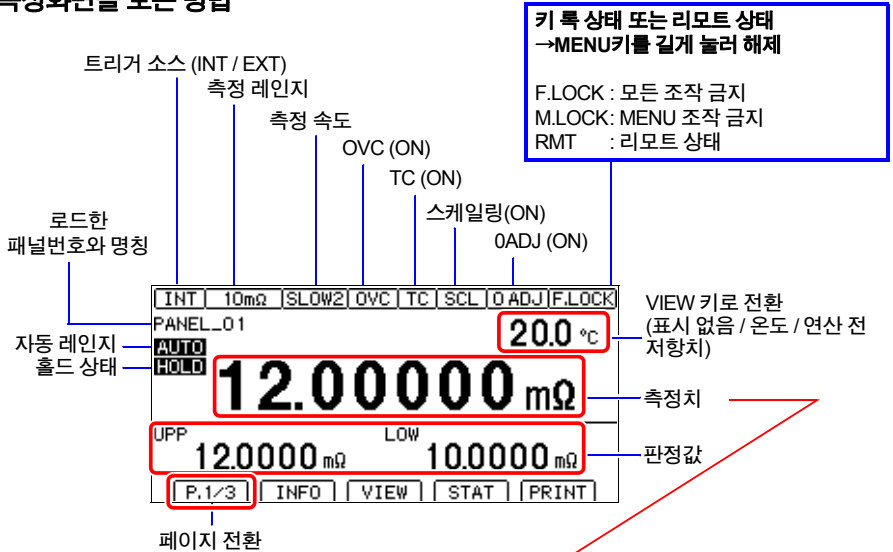 측정화면을 보는 방법
키 록 상태 또는 리모트 상태
→MENU키를 길게 눌러 해제
F.LOCK : 모든 조작 금지
M.LOCK: MENU 조작 금지
RMT : 리모트 상태
트리거 소스 (INT / EXT)
측정 레인지
측정 속도
OVC (ON)
TC (ON)
스케일링(ON)
0ADJ (ON)
로드한
패널번호와 명칭
자동 레인지
홀드 상태
INT 10mΩ SLOW2 OVC TC SCL 0 ADJ F.LOCK
PANEL_01
20.0 °C
AUTO
HOLD
12.00000 mΩ
UPP LOW
12.0000 mΩ 10.0000 mΩ
P.1/3 INFO VIEW STAT PRINT
VIEW 키로 전환
(표시 없음 / 온도 / 연산 전
저항치)
측정치
판정값
페이지 전환